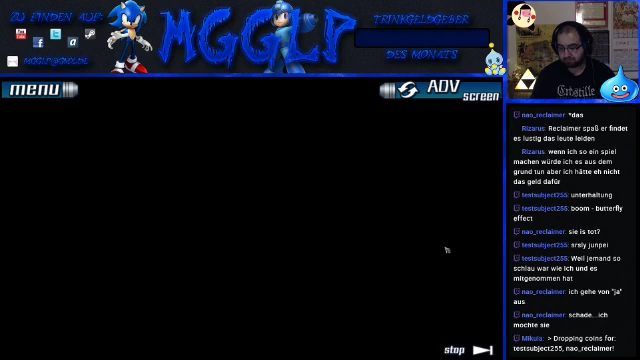 ZU FINDEN AUF:
MGGLP@GMX.DE
MGGLP
TRINKGELDGEBER
DES MONATS
menu
ADV
screen
stop
nao_reclaimer: *das
Rizarus: Reclaimer spaß er findet
es lustig das leute leiden
Rizarus: wenn ich so ein spiel
machen würde ich es aus dem
grund tun aber ich hätte eh nicht
das geld dafür
testsubject255: unterhaltung
testsubject255: boom - butterfly
effect
nao_reclaimer: sie is tot?
testsubject255: srsly junpei
testsubject255: Weil jemand so
schlau war wie ich und es
mitgenommen hat
nao_reclaimer: ich gehe von "ja"
aus
nao_reclaimer: schade...ich
mochte sie
Mikuia: > Dropping coins for:
testsubject255, nao_reclaimer!